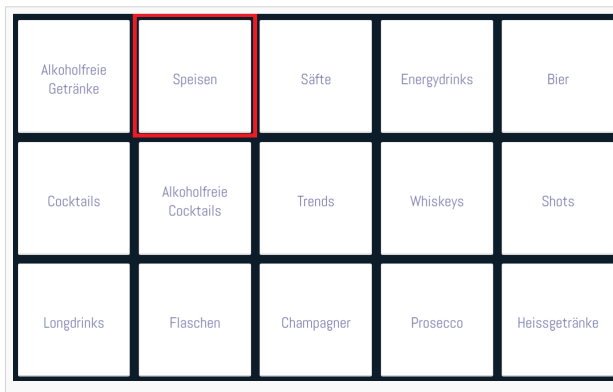 Alkoholfreie
Getränke
Speisen
Säfte
Energydrinks
Bier
Cocktails
Alkoholfreie
Cocktails
Trends
Whiskeys
Shots
Longdrinks
Flaschen
Champagner
Prosecco
Heissgetränke